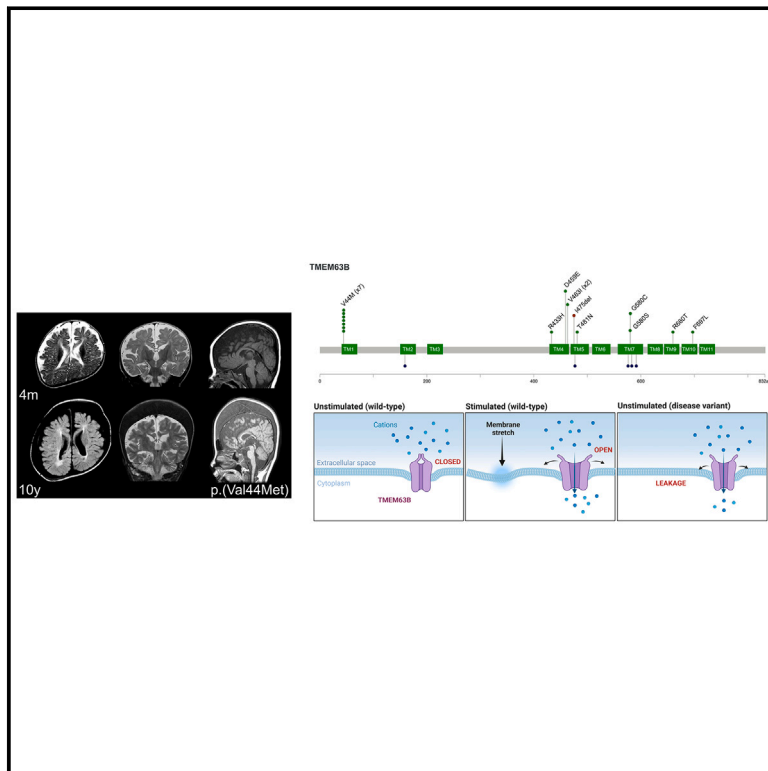 4m
10y
p.(Val44Met)
TMEM63B
V44M (x7)
R433H
D459E
V463I (x2)
I475del
T481N
G580C
G580S
R660T
F697L
TM1
TM2
TM3
TM4
TM5
TM6
TM7
TM8
TM9
TM10
TM11
0
200
400
600
832aa
Unstimulated (wild-type)
Cations
Extracellular space
CLOSED
Cytoplasm
TMEM63B
Stimulated (wild-type)
Membrane
stretch
OPEN
Unstimulated (disease variant)
LEAKAGE